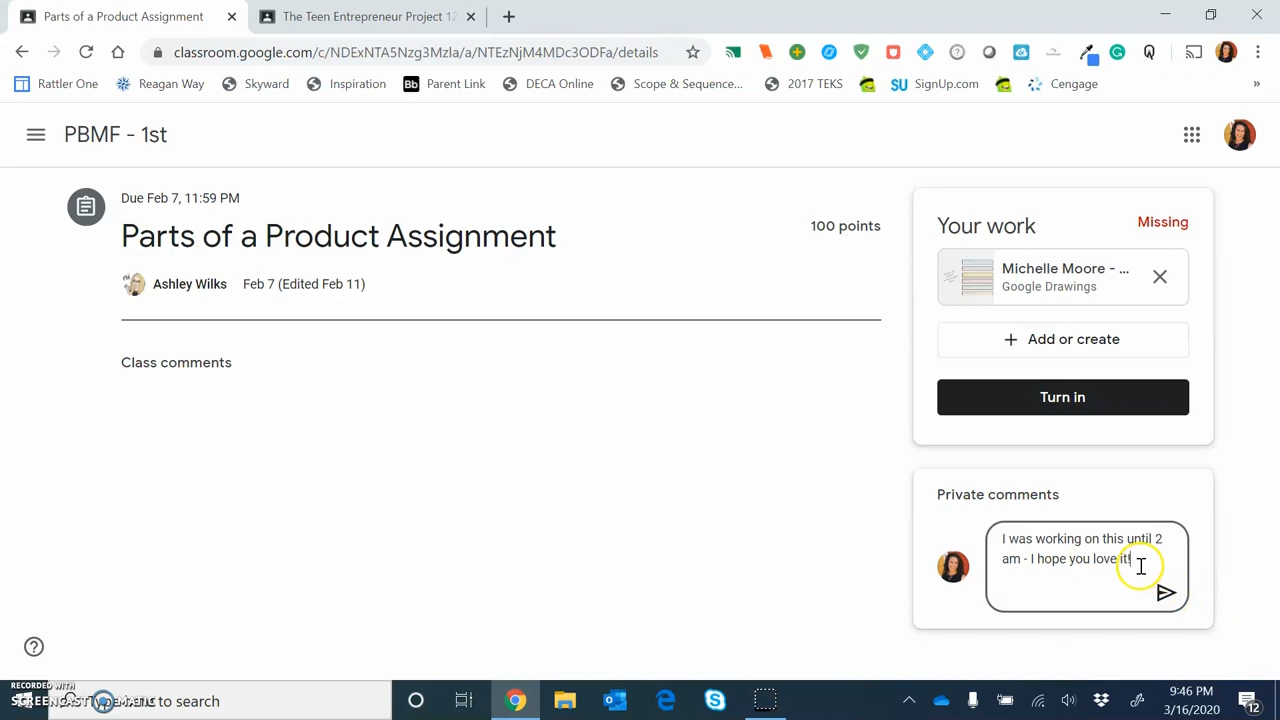 Parts of a Product Assignment
The Teen Entrepreneur Project 12
classroom.google.com/c/NDExNTA5Nzg3MzIa/a/NTEzNjM4MDc3ODFa/details
Rattler One
Reagan Way
Skyward
Inspiration
Bb Parent Link
DECA Online
Scope & Sequence...
2017 TEKS
SU SignUp.com
Cengage
PBMF - 1st
Due Feb 7, 11:59 PM
Parts of a Product Assignment
100 points
Ashley Wilks Feb 7 (Edited Feb 11)
Class comments
Your work Missing
Michelle Moore - ...
Google Drawings
+ Add or create
Turn in
Private comments
I was working on this until 2
am - I hope you love it!
RECORDED WITH
SCREENCAST MATIC
to search
9:46 PM
3/16/2020
12